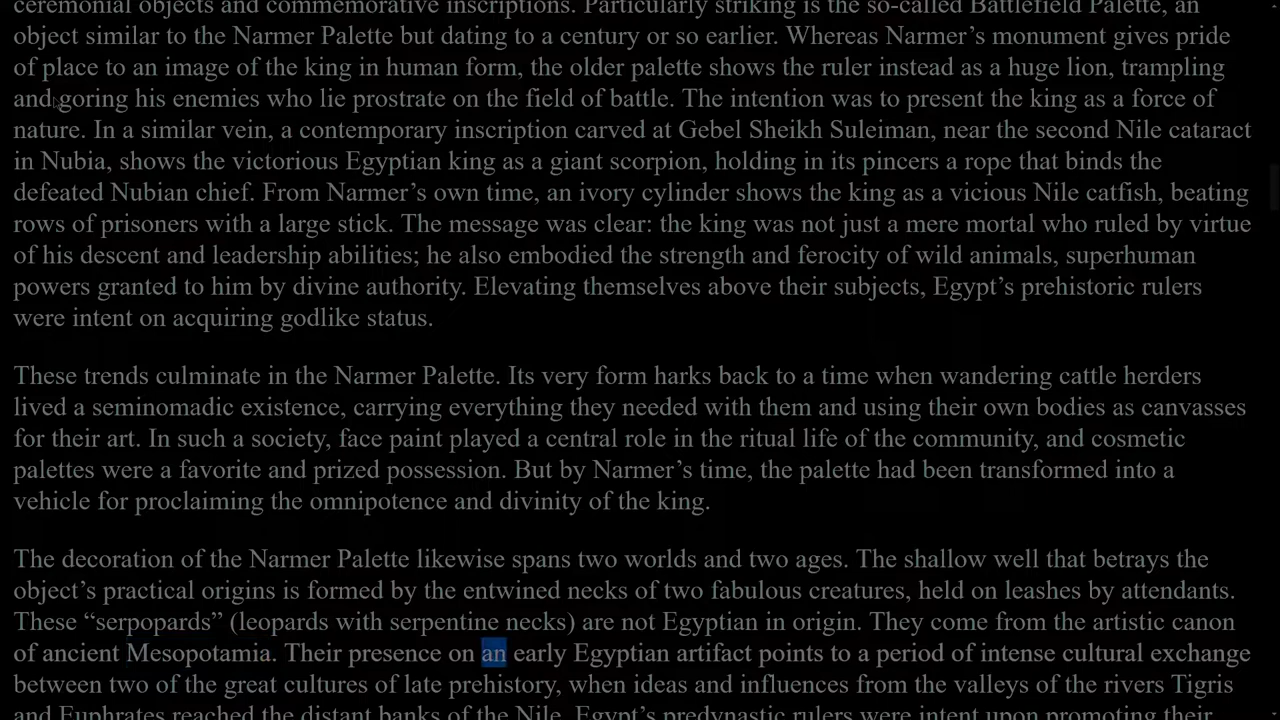 ceremonial objects and commemorative inscriptions. Particularly striking is the so-called Battlefield Palette, an
object similar to the Narmer Palette but dating to a century or so earlier. Whereas Narmer’s monument gives pride
of place to an image of the king in human form, the older palette shows the ruler instead as a huge lion, trampling
and goring his enemies who lie prostrate on the field of battle. The intention was to present the king as a force of
nature. In a similar vein, a contemporary inscription carved at Gebel Sheikh Suleiman, near the second Nile cataract
in Nubia, shows the victorious Egyptian king as a giant scorpion, holding in its pincers a rope that binds the
defeated Nubian chief. From Narmer’s own time, an ivory cylinder shows the king as a vicious Nile catfish, beating
rows of prisoners with a large stick. The message was clear: the king was not just a mere mortal who ruled by virtue
of his descent and leadership abilities; he also embodied the strength and ferocity of wild animals, superhuman
powers granted to him by divine authority. Elevating themselves above their subjects, Egypt’s prehistoric rulers
were intent on acquiring godlike status.
These trends culminate in the Narmer Palette. Its very form harks back to a time when wandering cattle herders
lived a seminomadic existence, carrying everything they needed with them and using their own bodies as canvasses
for their art. In such a society, face paint played a central role in the ritual life of the community, and cosmetic
palettes were a favorite and prized possession. But by Narmer’s time, the palette had been transformed into a
vehicle for proclaiming the omnipotence and divinity of the king.
The decoration of the Narmer Palette likewise spans two worlds and two ages. The shallow well that betrays the
object’s practical origins is formed by the entwined necks of two fabulous creatures, held on leashes by attendants.
These “serpopards” (leopards with serpentine necks) are not Egyptian in origin. They come from the artistic canon
of ancient Mesopotamia. Their presence on an early Egyptian artifact points to a period of intense cultural exchange
between two of the great cultures of late prehistory, when ideas and influences from the valleys of the rivers Tigris
and Euphrates reached the distant banks of the Nile. Egypt’s predynastic rulers were intent upon promoting their